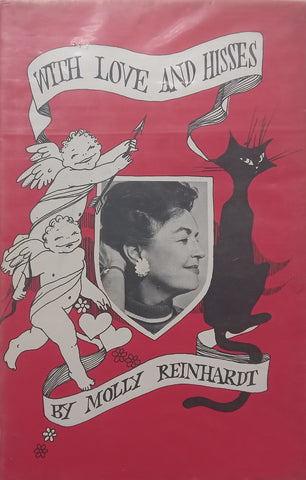 WITH LOVE AND HISSES
BY MOLLY REINHARDT